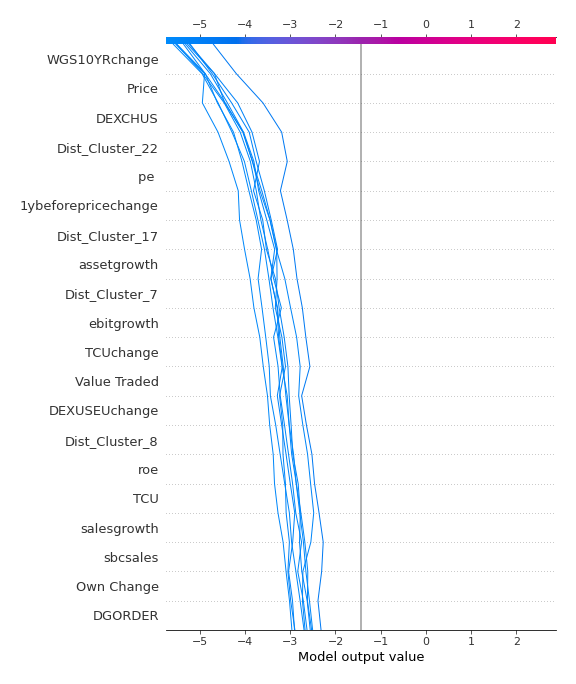 −5 −4 −3 −2 −1 0 1 2
WGS10YRchange
Price
DEXCHUS
Dist_Cluster_22
pe
1ybeforepricechange
Dist_Cluster_17
assetgrowth
Dist_Cluster_7
ebitgrowth
TCUchange
Value Traded
DEXUSEUchange
Dist_Cluster_8
roe
TCU
salesgrowth
sbcsales
Own Change
DGORDER
−5 −4 −3 −2 −1 0 1 2
Model output value